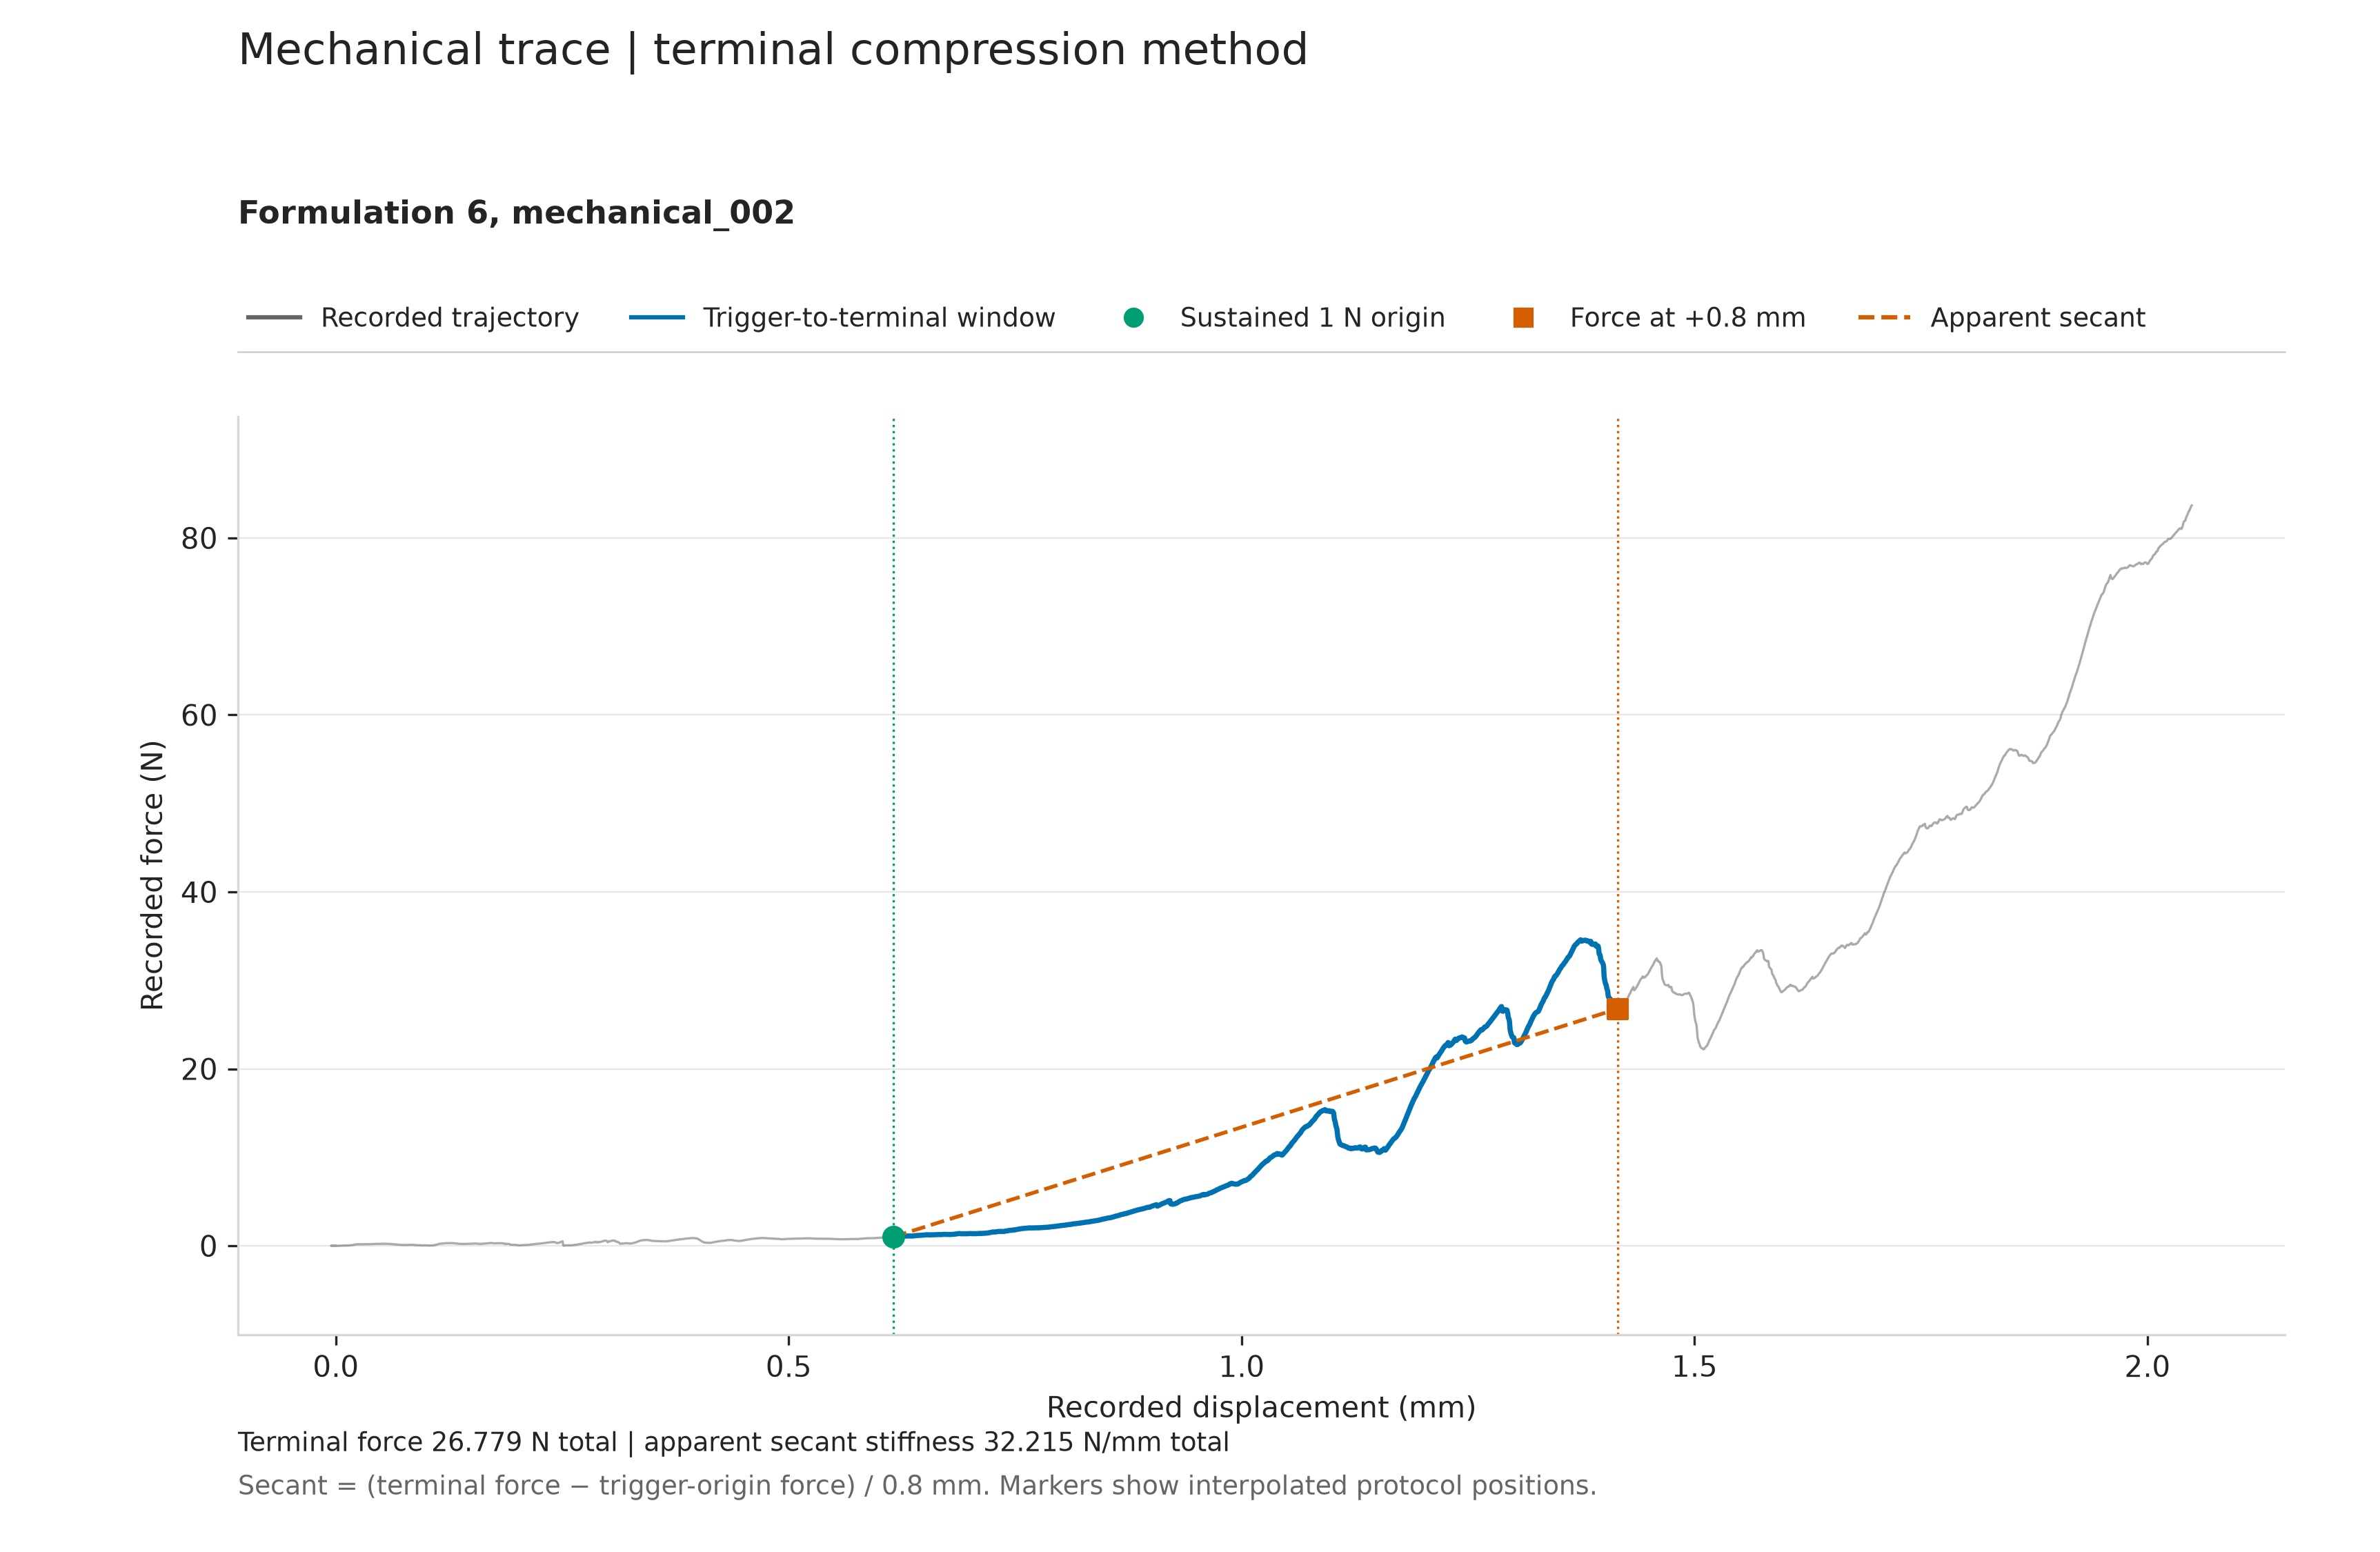 Mechanical trace | terminal compression method
Formulation 6, mechanical_002
Recorded trajectory
Trigger-to-terminal window
Sustained 1 N origin
Force at +0.8 mm
Apparent secant
80
60
40
20
0
Recorded force (N)
0.0
0.5
1.0
1.5
2.0
Recorded displacement (mm)
Terminal force 26.779 N total | apparent secant stiffness 32.215 N/mm total
Secant = (terminal force − trigger-origin force) / 0.8 mm. Markers show interpolated protocol positions.